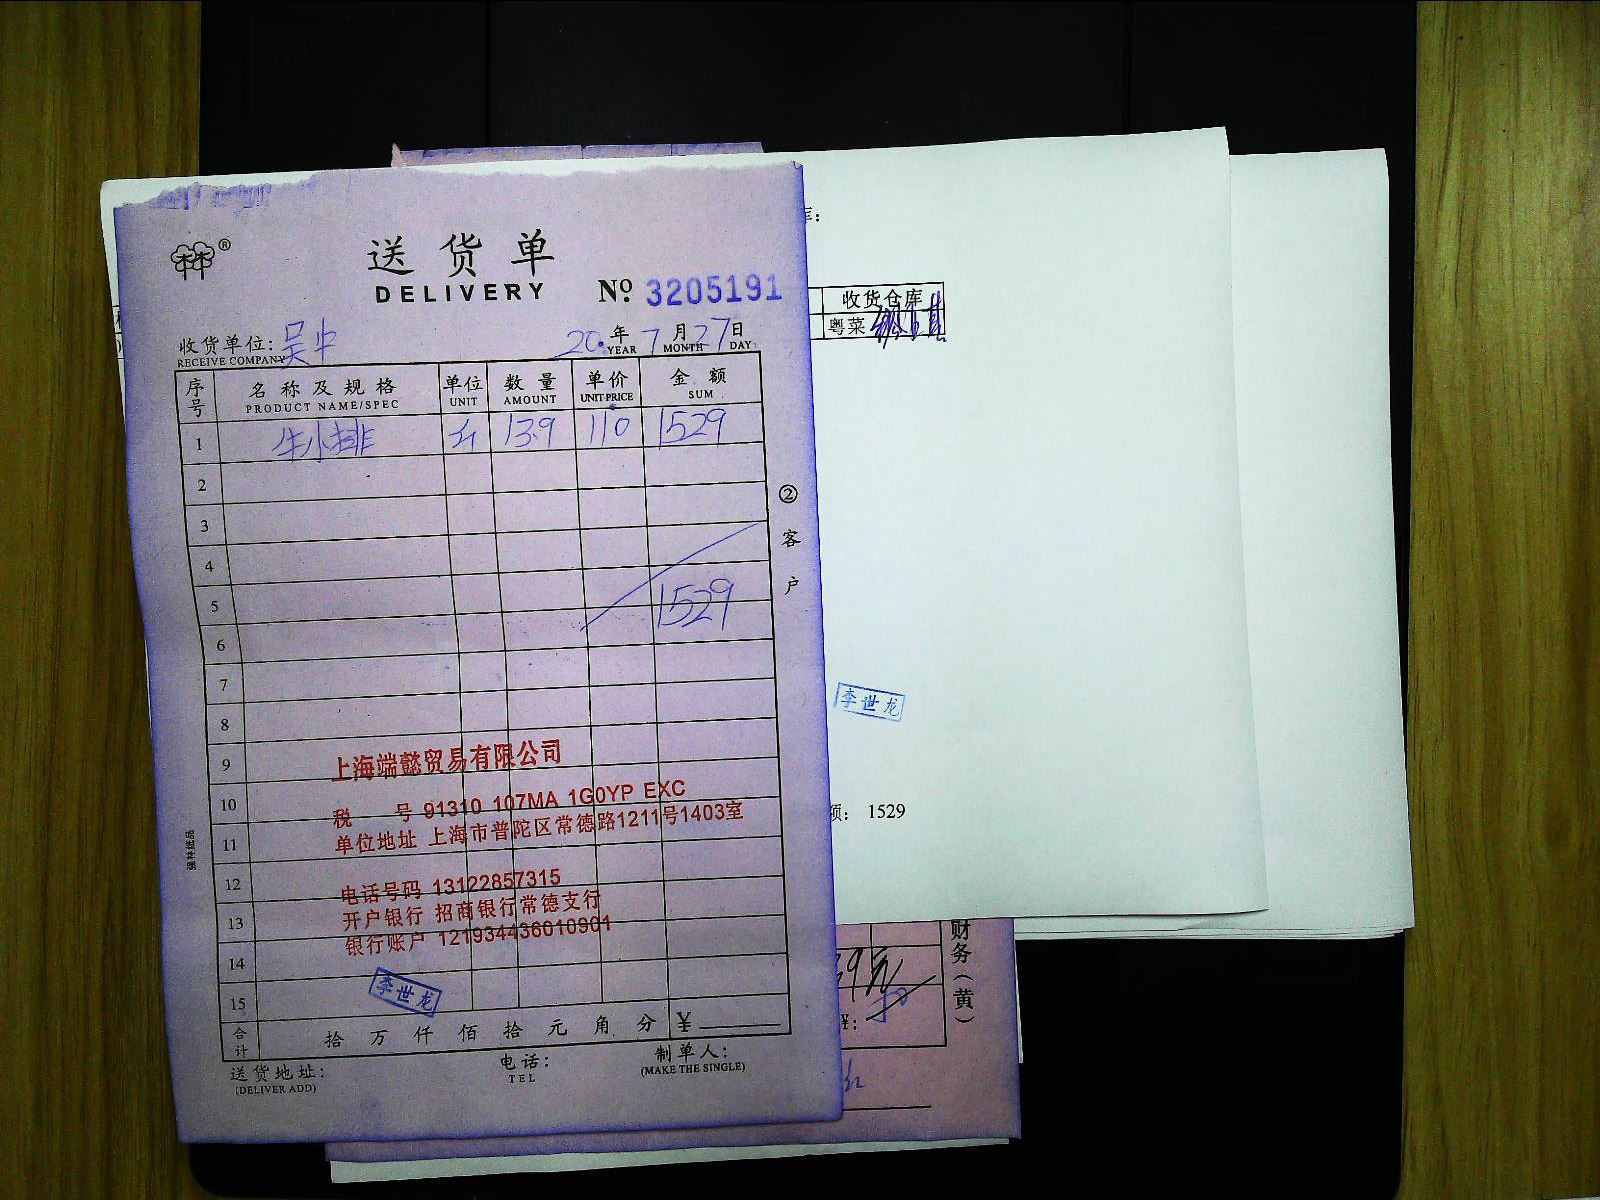 ®
送货单
DELIVERY
№ 3205191
收货单位: 吴中
RECEIVE COMPANY
20. 年 7 月 27 日
YEAR MONTH DAY
序号 名称及规格 单位 数量 单价 金额
PRODUCT NAME/SPEC UNIT AMOUNT UNIT PRICE SUM
1 牛小排 斤 13.9 110 1529
2
3
4
5 1529
6
7
8
9
10
11
12
13
14
15
上海端懿贸易有限公司
税 号 91310 107MA 1G0YP EXC
单位地址 上海市普陀区常德路1211号1403室
电话号码 13122857315
开户银行 招商银行常德支行
银行账户 121934436010901
李世龙
合计 拾 万 仟 佰 拾 元 角 分 ¥
送货地址:
(DELIVER ADD)
电话:
TEL
制单人:
(MAKE THE SINGLE)
②客户
强林纸品
收货仓库
粤菜
李世龙
额: 1529
财务(黄)